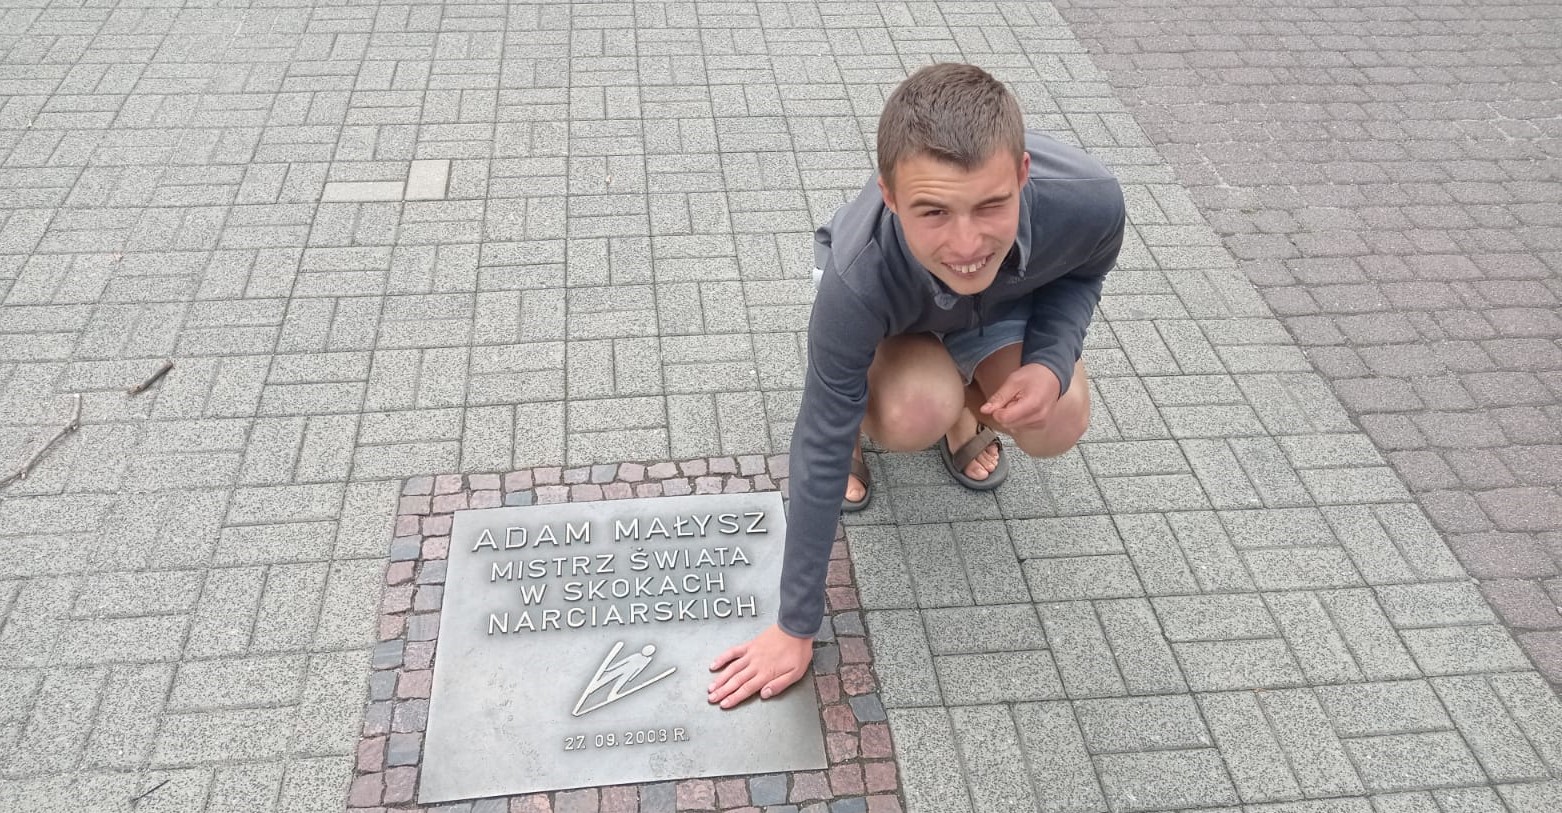 ADAM MAŁYSZ
MISTRZ ŚWIATA
W SKOKACH
NARCIARSKICH
27. 09. 2003 R.